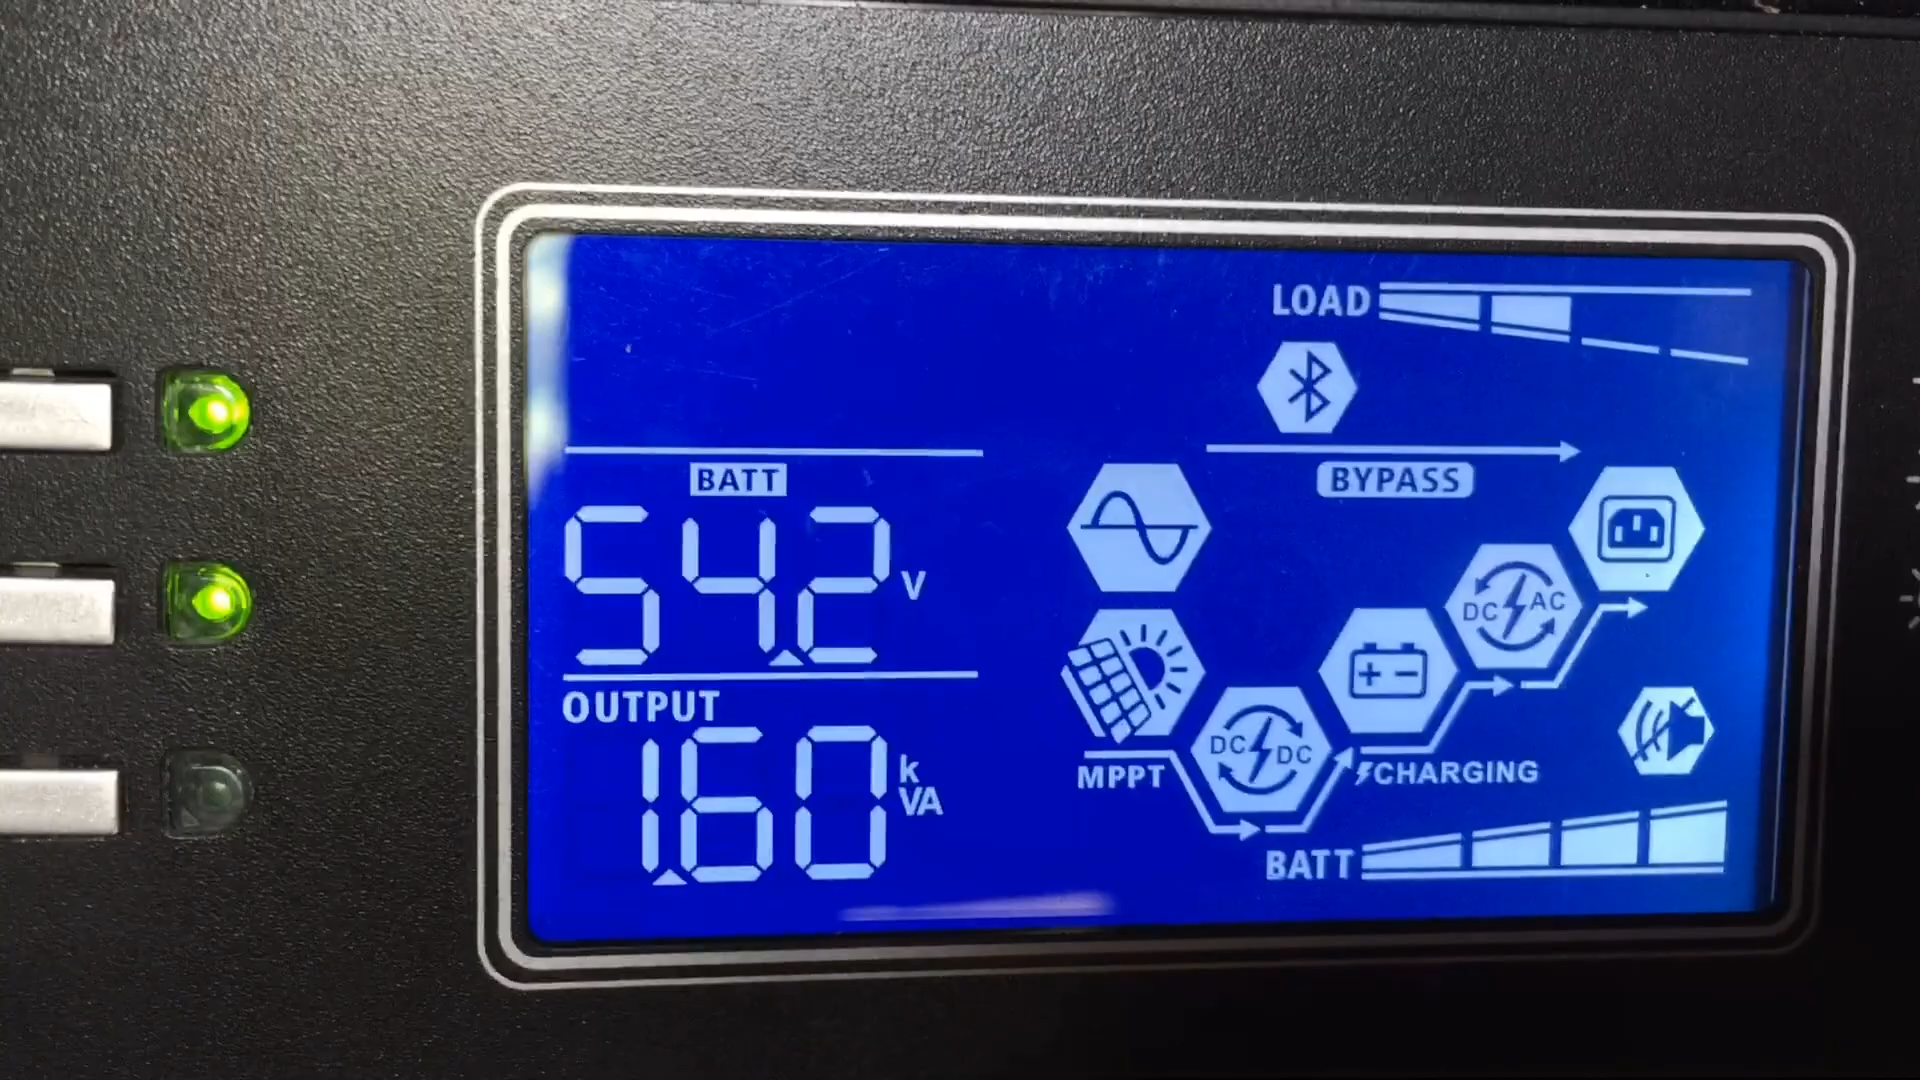 LOAD
BYPASS
BATT
54.2 V
DC AC
OUTPUT
1.60 kVA
DC DC
MPPT
CHARGING
BATT